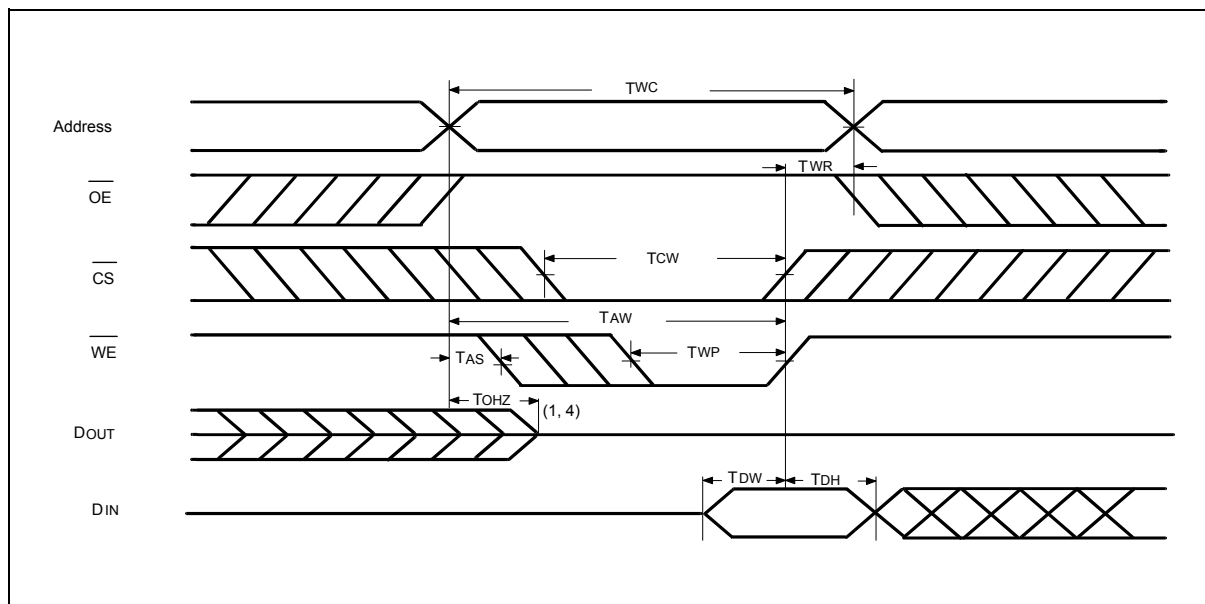 TWC
Address
TWR
OE
TCW
CS
TAW
WE
TAS
TWP
TOHZ
(1, 4)
DOUT
TDW
TDH
DIN